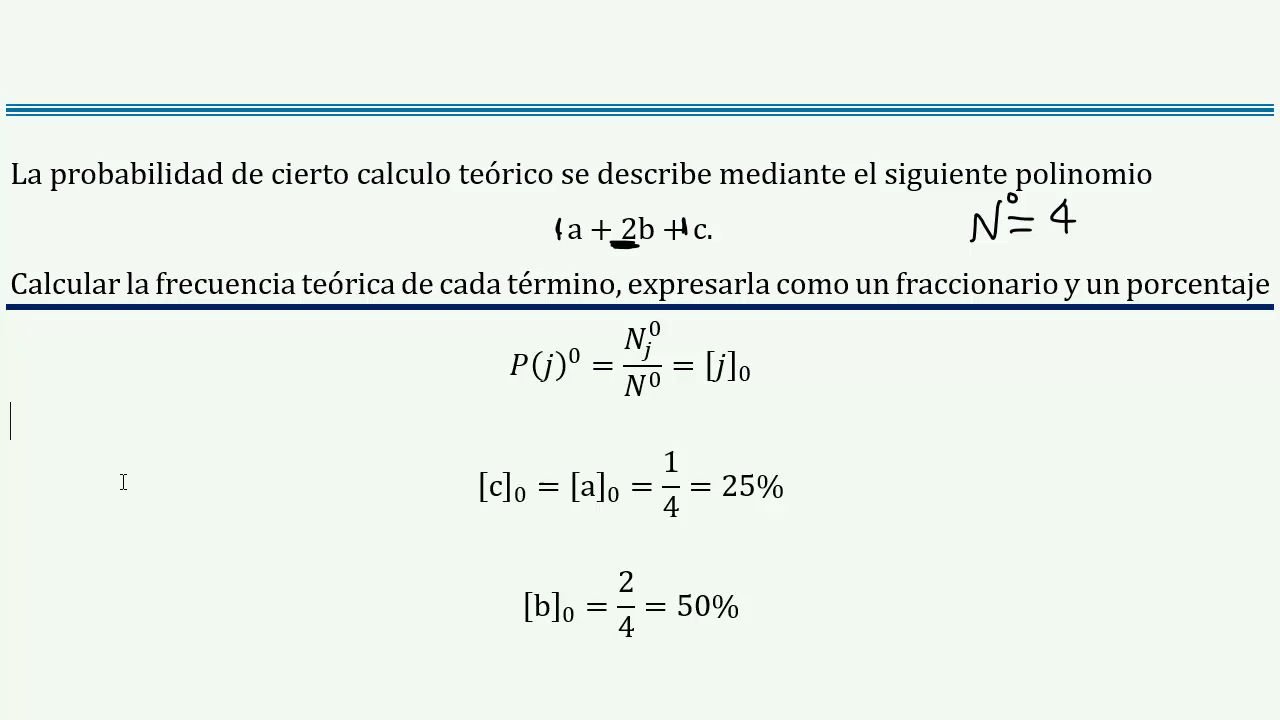 La probabilidad de cierto calculo teórico se describe mediante el siguiente polinomio
1a + 2b + 1c.
N° = 4
Calcular la frecuencia teórica de cada término, expresarla como un fraccionario y un porcentaje
P(j)⁰ = N_j⁰/N⁰ = [j]₀
[c]₀ = [a]₀ = 1/4 = 25%
[b]₀ = 2/4 = 50%